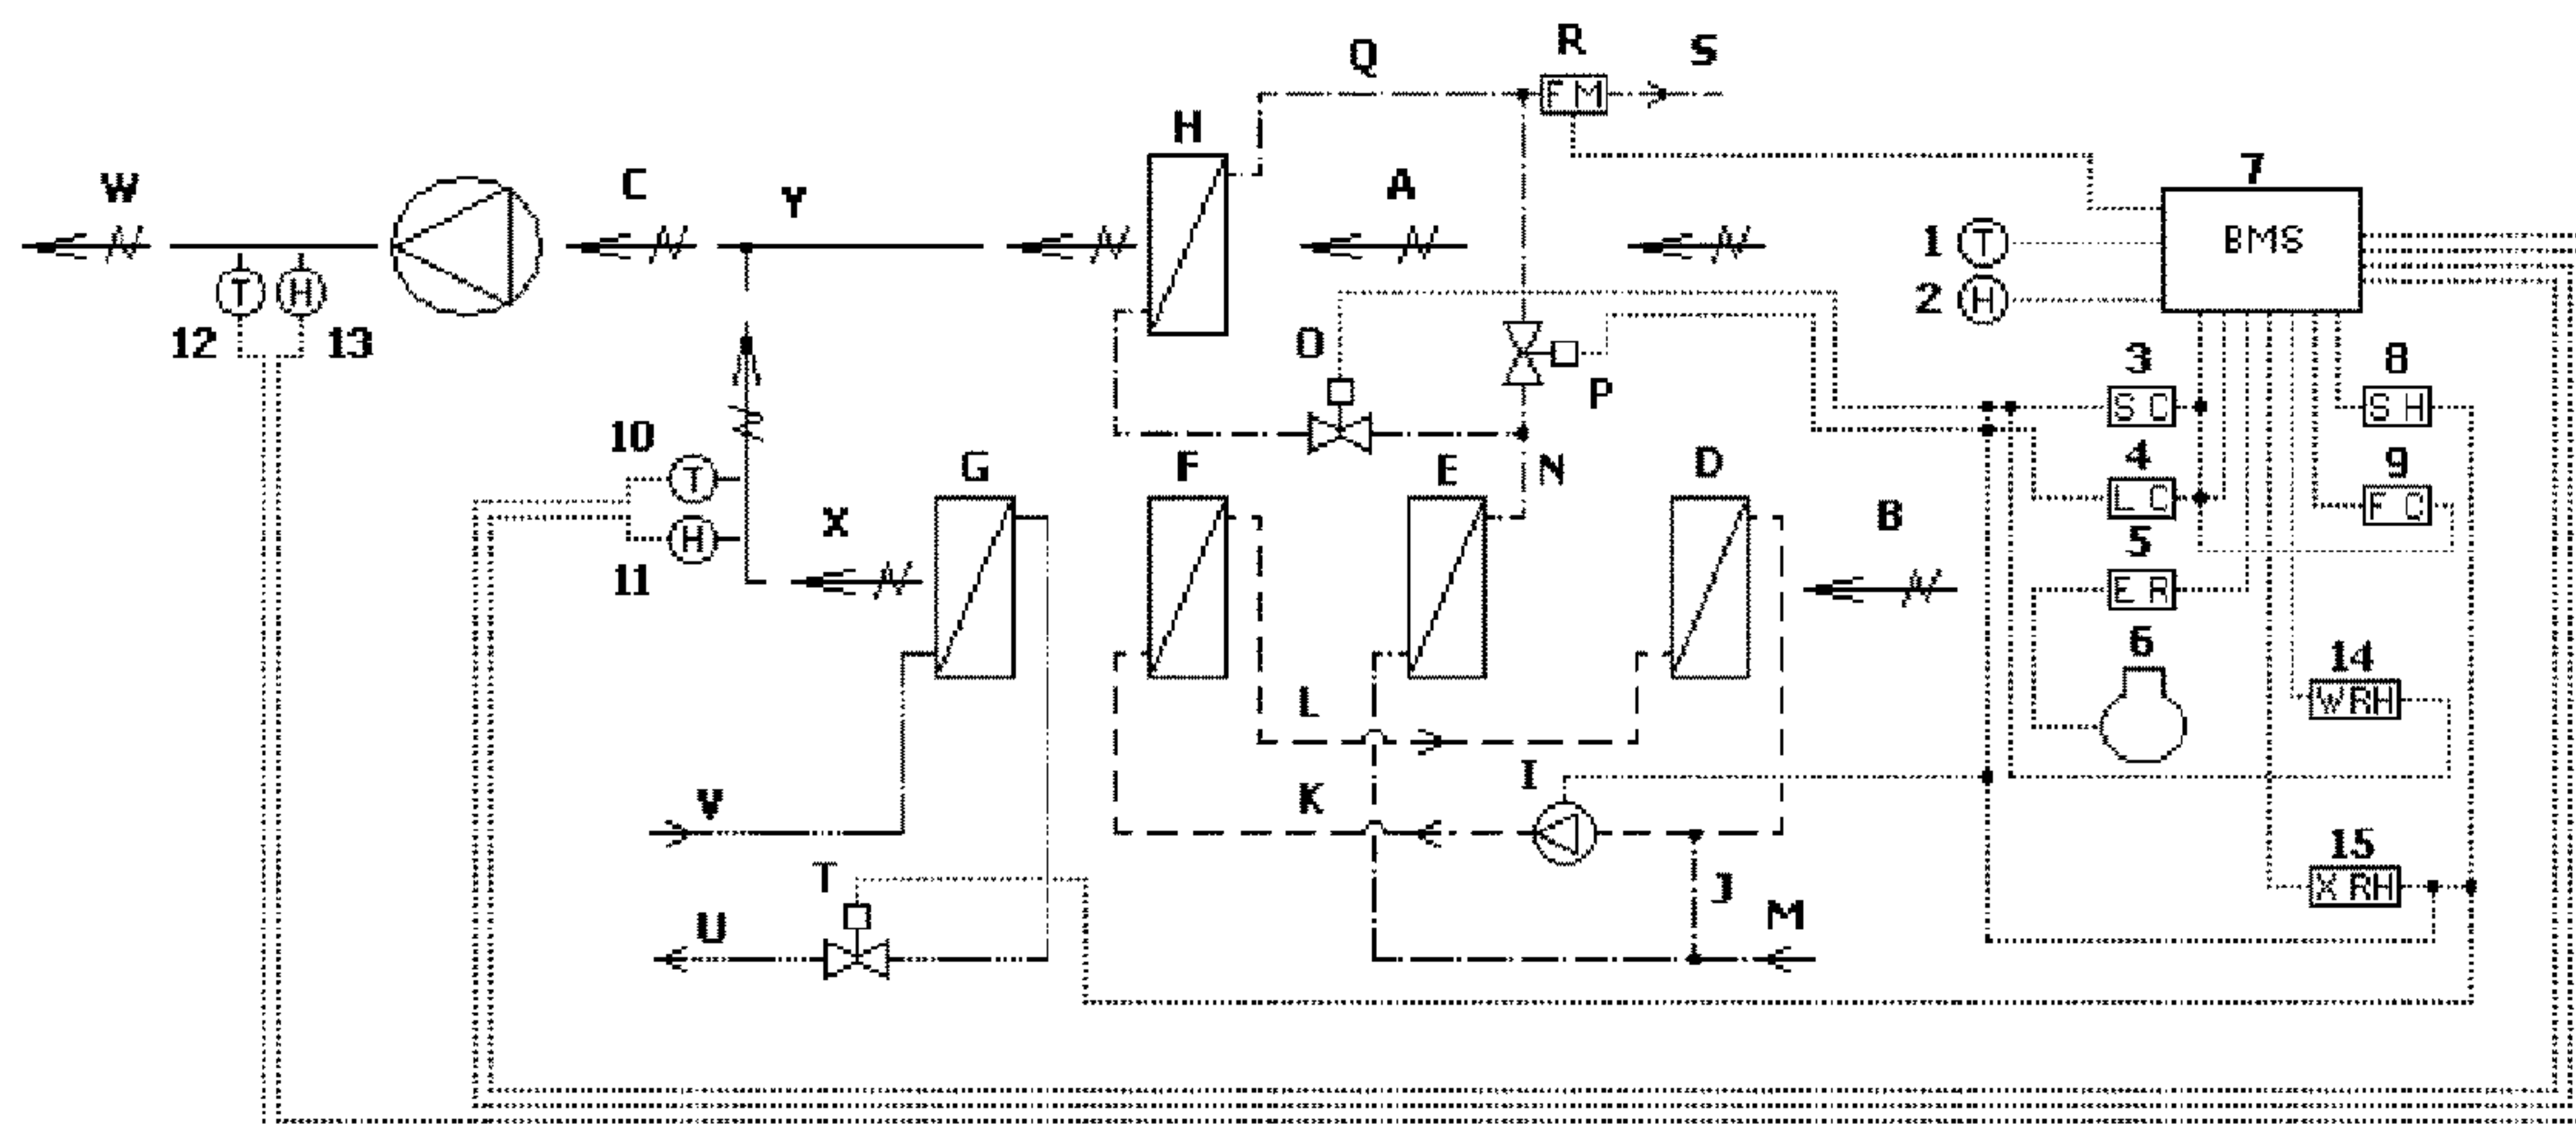 Q R S
FM
H
W C Y A 7
BMS
1 T
2 H
T H
12 13
O P
3 8
SC SH
10 G F E N D 4 9
T LC FC
X B
H 5
11 ER
6
14
WRH
L
V K I
15
T XRH
U J M